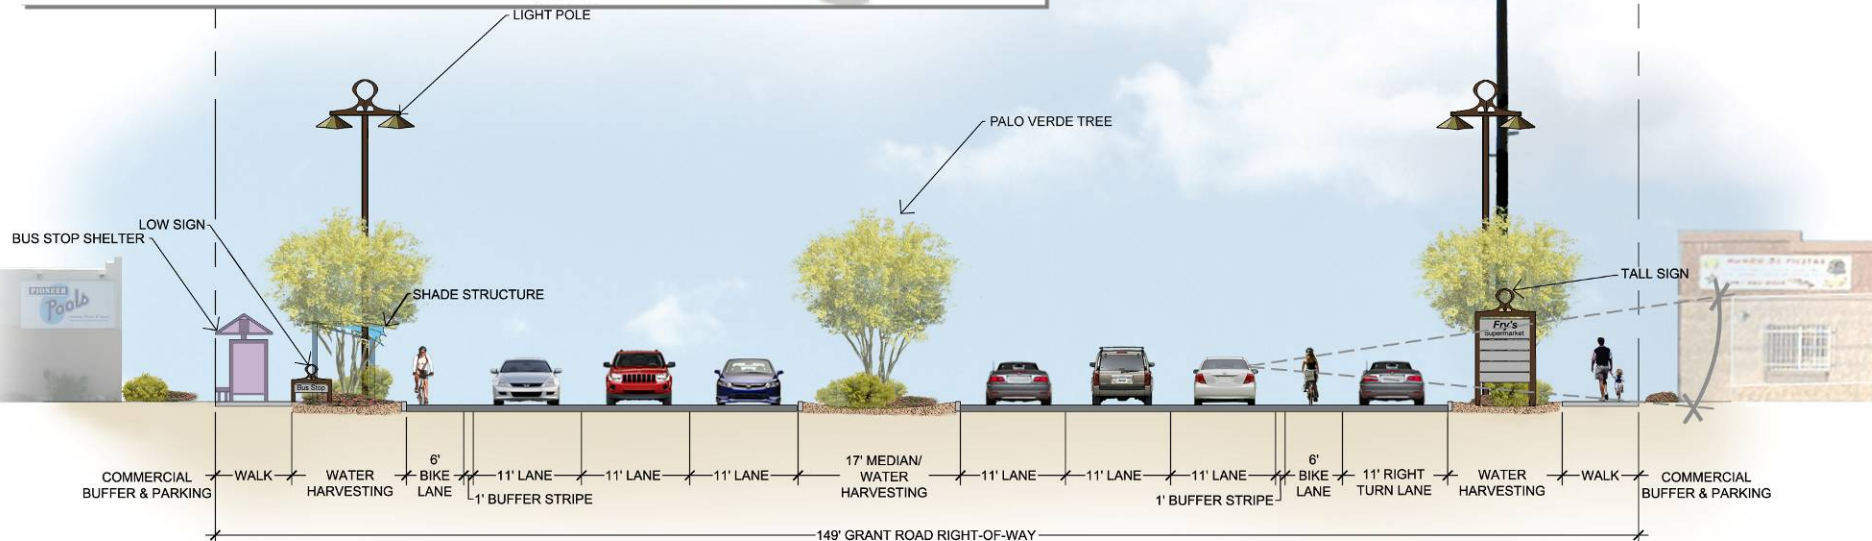 LIGHT POLE
PALO VERDE TREE
LOW SIGN
BUS STOP SHELTER
TALL SIGN
SHADE STRUCTURE
PIONEER
Pools
Fry's
Supermarket
Bus Stop
COMMERCIAL
BUFFER & PARKING
WALK
WATER
HARVESTING
6'
BIKE
LANE
1' BUFFER STRIPE
11' LANE
11' LANE
11' LANE
17' MEDIAN/
WATER
HARVESTING
11' LANE
11' LANE
11' LANE
1' BUFFER STRIPE
6'
BIKE
LANE
11' RIGHT
TURN LANE
WATER
HARVESTING
WALK
COMMERCIAL
BUFFER & PARKING
149' GRANT ROAD RIGHT-OF-WAY